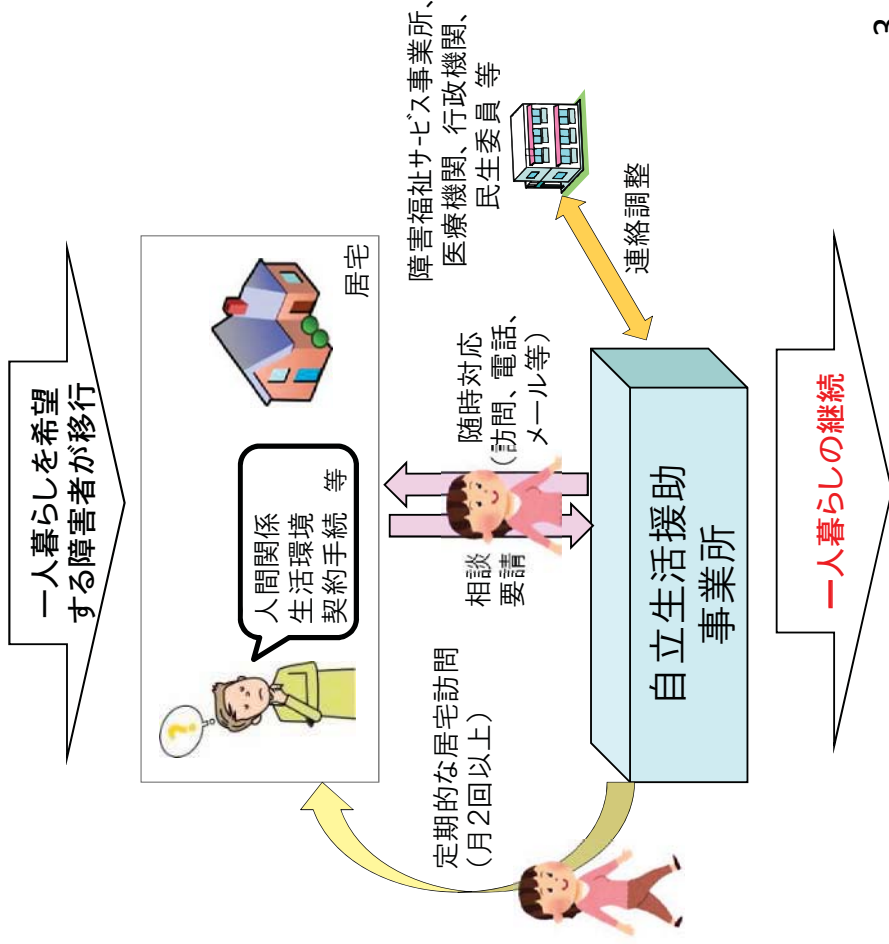 一人暮らしを希望
する障害者が移行
人間関係
生活環境
契約手続 等
居宅
定期的な居宅訪問
(月2回以上)
相談
要請
随時対応
(訪問、電話、
メール等)
障害福祉サービス事業所、
医療機関、行政機関、
民生委員 等
連絡調整
自立生活援助
事業所
一人暮らしの継続
3